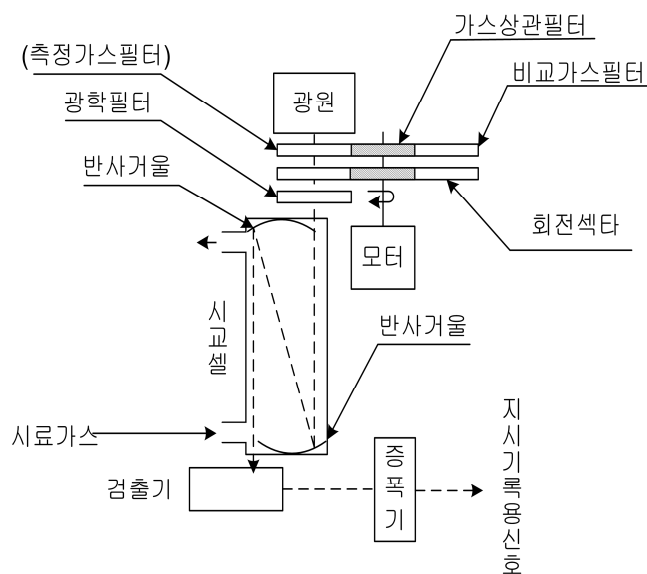 가스상관필터
(측정가스필터)
비교가스필터
광원
광학필터
반사거울
회전섹타
모터
시교셀
반사거울
시료가스
지시기록용신호
증폭기
검출기